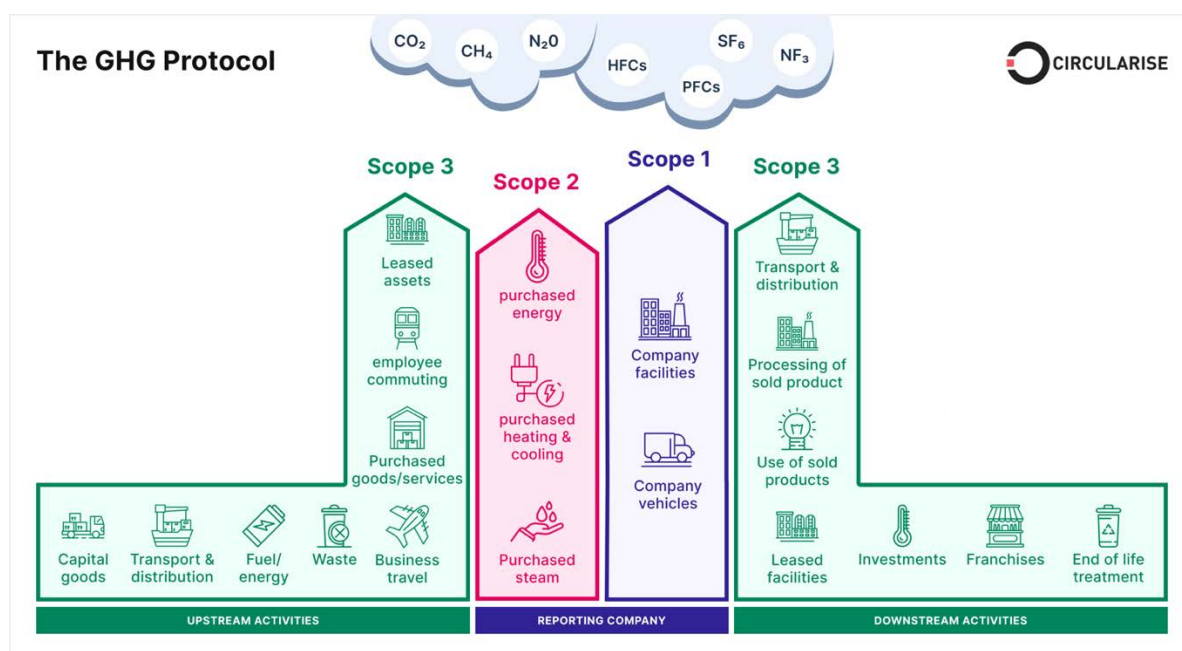 The GHG Protocol
CO₂
CH₄
N₂0
HFCs
PFCs
SF₆
NF₃
CIRCULARISE
Scope 3
Leased
assets
employee
commuting
Purchased
goods/services
Capital
goods
Transport &
distribution
Fuel/
energy
Waste
Business
travel
UPSTREAM ACTIVITIES
Scope 2
purchased
energy
purchased
heating &
cooling
Purchased
steam
Scope 1
Company
facilities
Company
vehicles
REPORTING COMPANY
Scope 3
Transport &
distribution
Processing of
sold product
Use of sold
products
Leased
facilities
Investments
Franchises
End of life
treatment
DOWNSTREAM ACTIVITIES